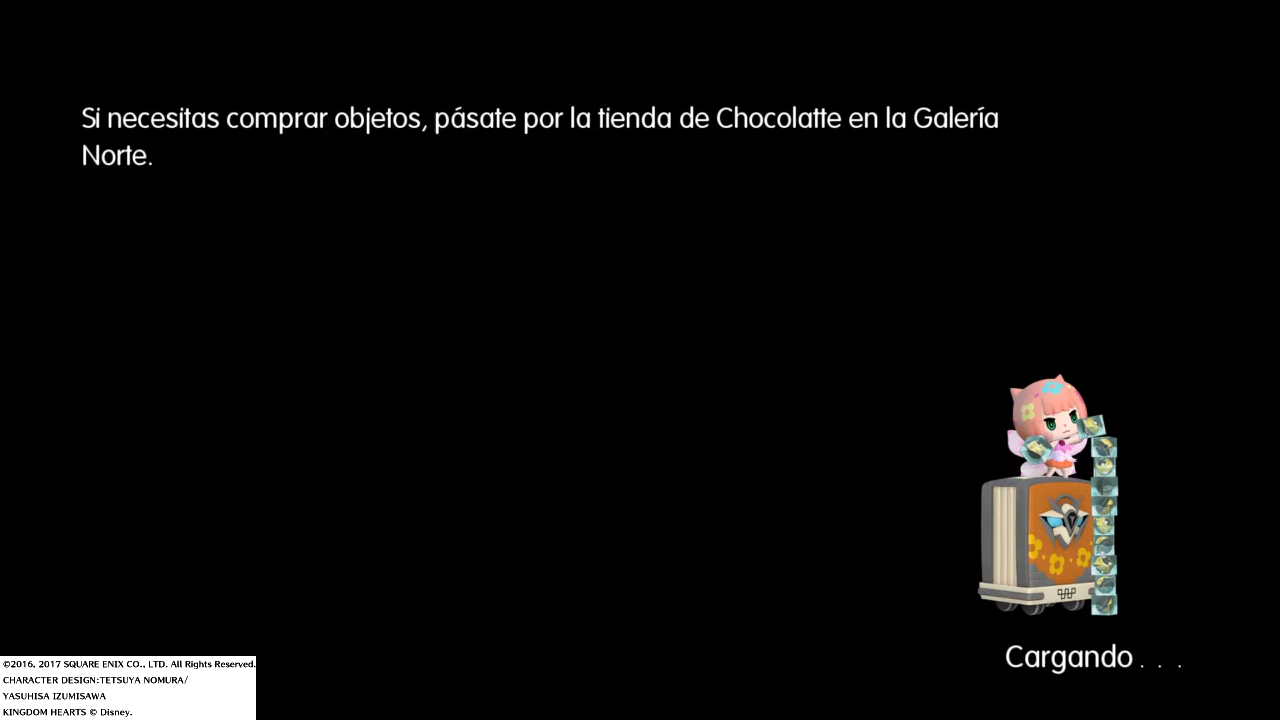 Si necesitas comprar objetos, pásate por la tienda de Chocolatte en la Galería
Norte.
Cargando . . .
©2016, 2017 SQUARE ENIX CO., LTD. All Rights Reserved.
CHARACTER DESIGN:TETSUYA NOMURA/
YASUHISA IZUMISAWA
KINGDOM HEARTS © Disney.